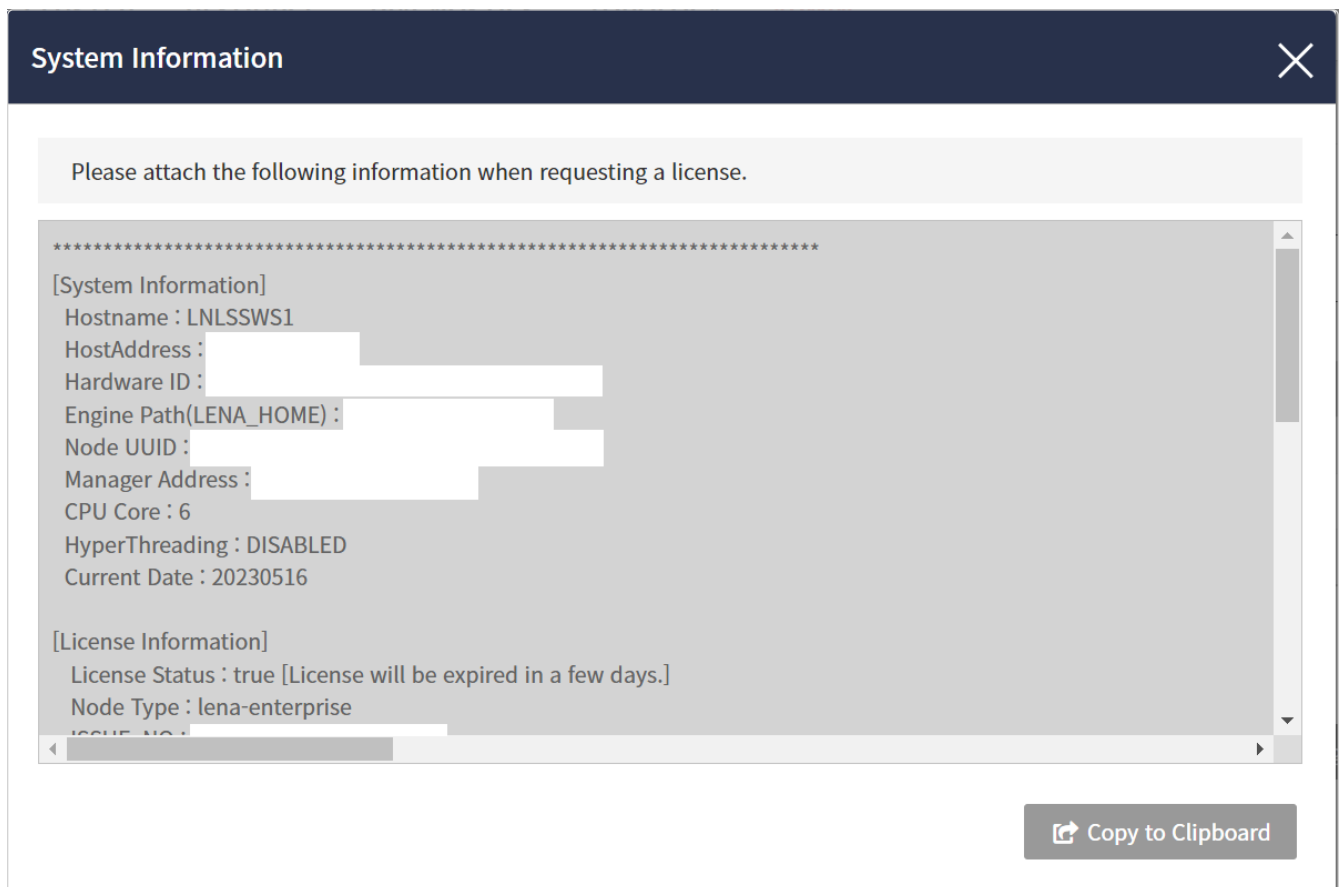 System Information
Please attach the following information when requesting a license.
****************************************************************************
[System Information]
Hostname : LNLSSWS1
HostAddress :
Hardware ID :
Engine Path(LENA_HOME) :
Node UUID :
Manager Address :
CPU Core : 6
HyperThreading : DISABLED
Current Date : 20230516
[License Information]
License Status : true [License will be expired in a few days.]
Node Type : lena-enterprise
ISSUE_NO :
Copy to Clipboard